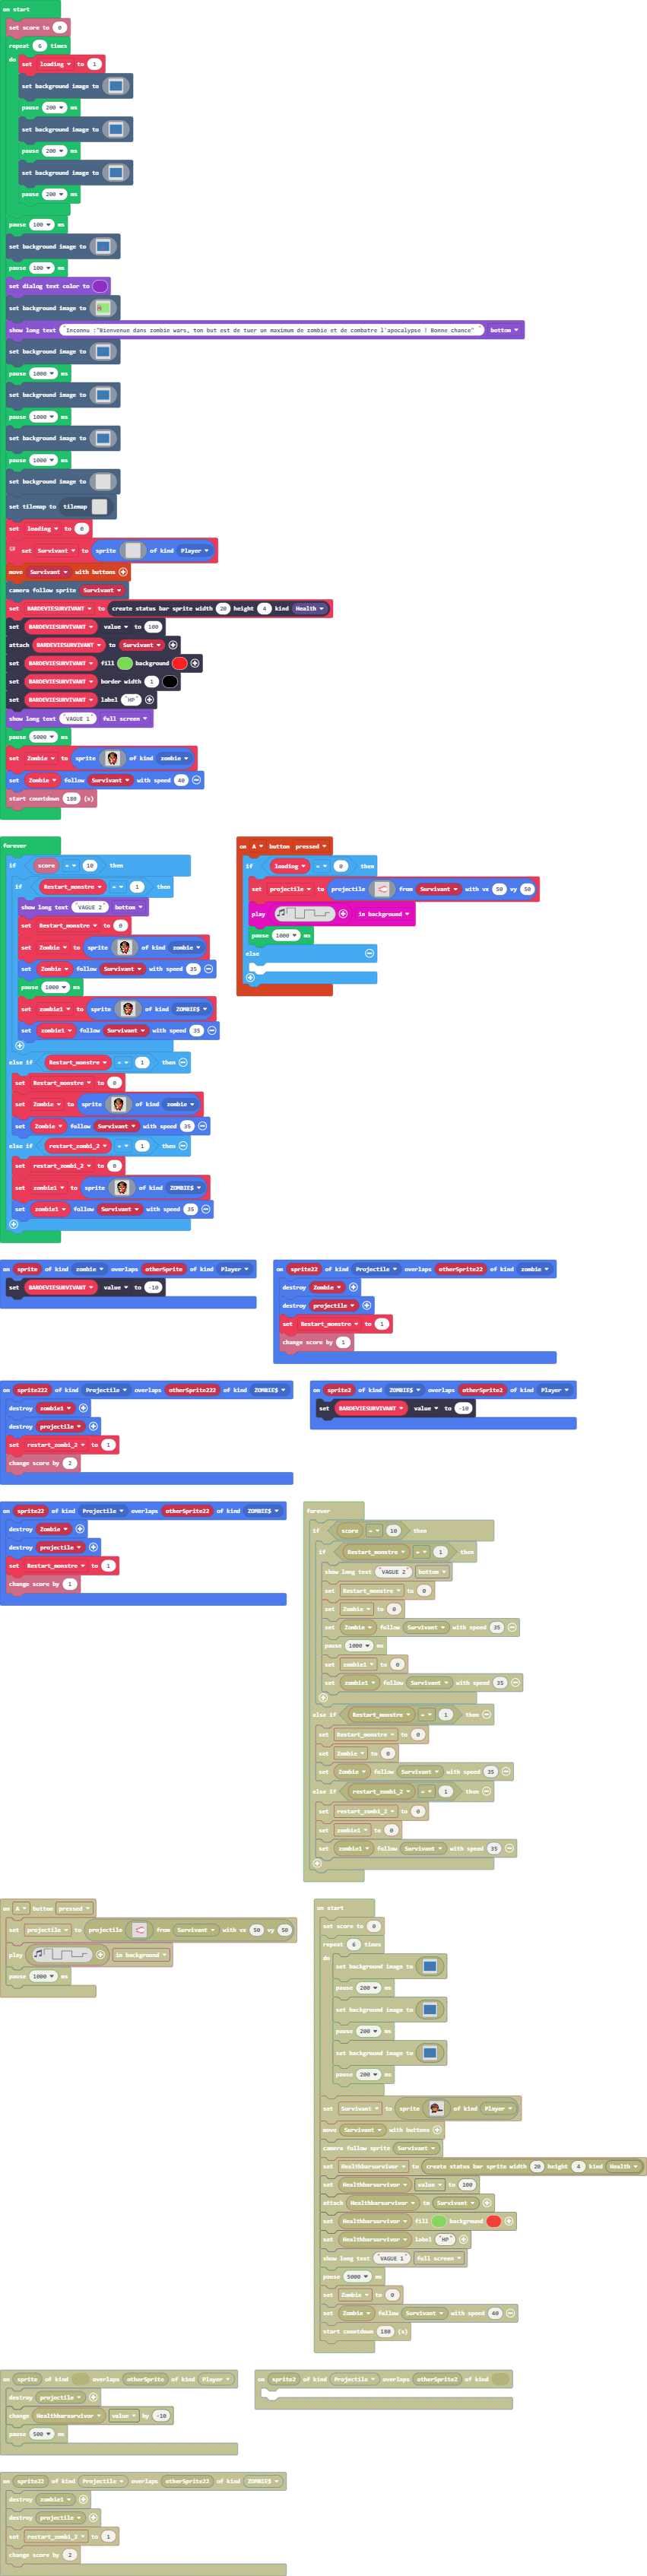 on start
set score to 0
repeat 6 times
do set loading to 1
set background image to
pause 200 ms
set background image to
pause 200 ms
set background image to
pause 200 ms
pause 100 ms
set background image to
pause 100 ms
set dialog text color to
set background image to
show long text "Inconnu :"Bienvenue dans zombie wars, ton but est de tuer un maximum de zombie et de combatre l'apocalypse ! Bonne chance" " bottom
set background image to
pause 1000 ms
set background image to
pause 1000 ms
set background image to
pause 1000 ms
set background image to
set tilemap to tilemap
set loading to 0
set Survivant to sprite of kind Player
move Survivant with buttons
camera follow sprite Survivant
set BARDEVIESURVIVANT to create status bar sprite width 20 height 4 kind Health
set BARDEVIESURVIVANT value to 100
attach BARDEVIESURVIVANT to Survivant
set BARDEVIESURVIVANT fill background
set BARDEVIESURVIVANT border width 1
set BARDEVIESURVIVANT label "HP"
show long text "VAGUE 1" full screen
pause 5000 ms
set Zombie to sprite of kind zombie
set Zombie follow Survivant with speed 40
start countdown 180 (s)
forever
if score = 10 then
if Restart_monstre = 1 then
show long text "VAGUE 2" bottom
set Restart_monstre to 0
set Zombie to sprite of kind zombie
set Zombie follow Survivant with speed 35
pause 1000 ms
set zombie1 to sprite of kind ZOMBIE$
set zombie1 follow Survivant with speed 35
else if Restart_monstre = 1 then
set Restart_monstre to 0
set Zombie to sprite of kind zombie
set Zombie follow Survivant with speed 35
else if restart_zombi_2 = 1 then
set restart_zombi_2 to 0
set zombie1 to sprite of kind ZOMBIE$
set zombie1 follow Survivant with speed 35
on A button pressed
if loading = 0 then
set projectile to projectile from Survivant with vx 50 vy 50
play in background
pause 1000 ms
else
on sprite of kind zombie overlaps otherSprite of kind Player
set BARDEVIESURVIVANT value to -10
on sprite22 of kind Projectile overlaps otherSprite22 of kind zombie
destroy Zombie
destroy projectile
set Restart_monstre to 1
change score by 1
on sprite222 of kind Projectile overlaps otherSprite222 of kind ZOMBIE$
destroy zombie1
destroy projectile
set restart_zombi_2 to 1
change score by 2
on sprite2 of kind ZOMBIE$ overlaps otherSprite2 of kind Player
set BARDEVIESURVIVANT value to -10
on sprite22 of kind Projectile overlaps otherSprite22 of kind ZOMBIE$
destroy Zombie
destroy projectile
set Restart_monstre to 1
change score by 1
forever
if score = 10 then
if Restart_monstre = 1 then
show long text "VAGUE 2" bottom
set Restart_monstre to 0
set Zombie to 0
set Zombie follow Survivant with speed 35
pause 1000 ms
set zombie1 to 0
set zombie1 follow Survivant with speed 35
else if Restart_monstre = 1 then
set Restart_monstre to 0
set Zombie to 0
set Zombie follow Survivant with speed 35
else if restart_zombi_2 = 1 then
set restart_zombi_2 to 0
set zombie1 to 0
set zombie1 follow Survivant with speed 35
on A button pressed
set projectile to projectile from Survivant with vx 50 vy 50
play in background
pause 1000 ms
on start
set score to 0
repeat 6 times
do set background image to
pause 200 ms
set background image to
pause 200 ms
set background image to
pause 200 ms
set Survivant to sprite of kind Player
move Survivant with buttons
camera follow sprite Survivant
set Healthbarsurvivor to create status bar sprite width 20 height 4 kind Health
set Healthbarsurvivor value to 100
attach Healthbarsurvivor to Survivant
set Healthbarsurvivor fill background
set Healthbarsurvivor label "HP"
show long text "VAGUE 1" full screen
pause 5000 ms
set Zombie to 0
set Zombie follow Survivant with speed 40
start countdown 180 (s)
on sprite of kind overlaps otherSprite of kind Player
destroy projectile
change Healthbarsurvivor value by -10
pause 500 ms
on sprite2 of kind Projectile overlaps otherSprite2 of kind
on sprite22 of kind Projectile overlaps otherSprite22 of kind ZOMBIE$
destroy zombie1
destroy projectile
set restart_zombi_2 to 1
change score by 2